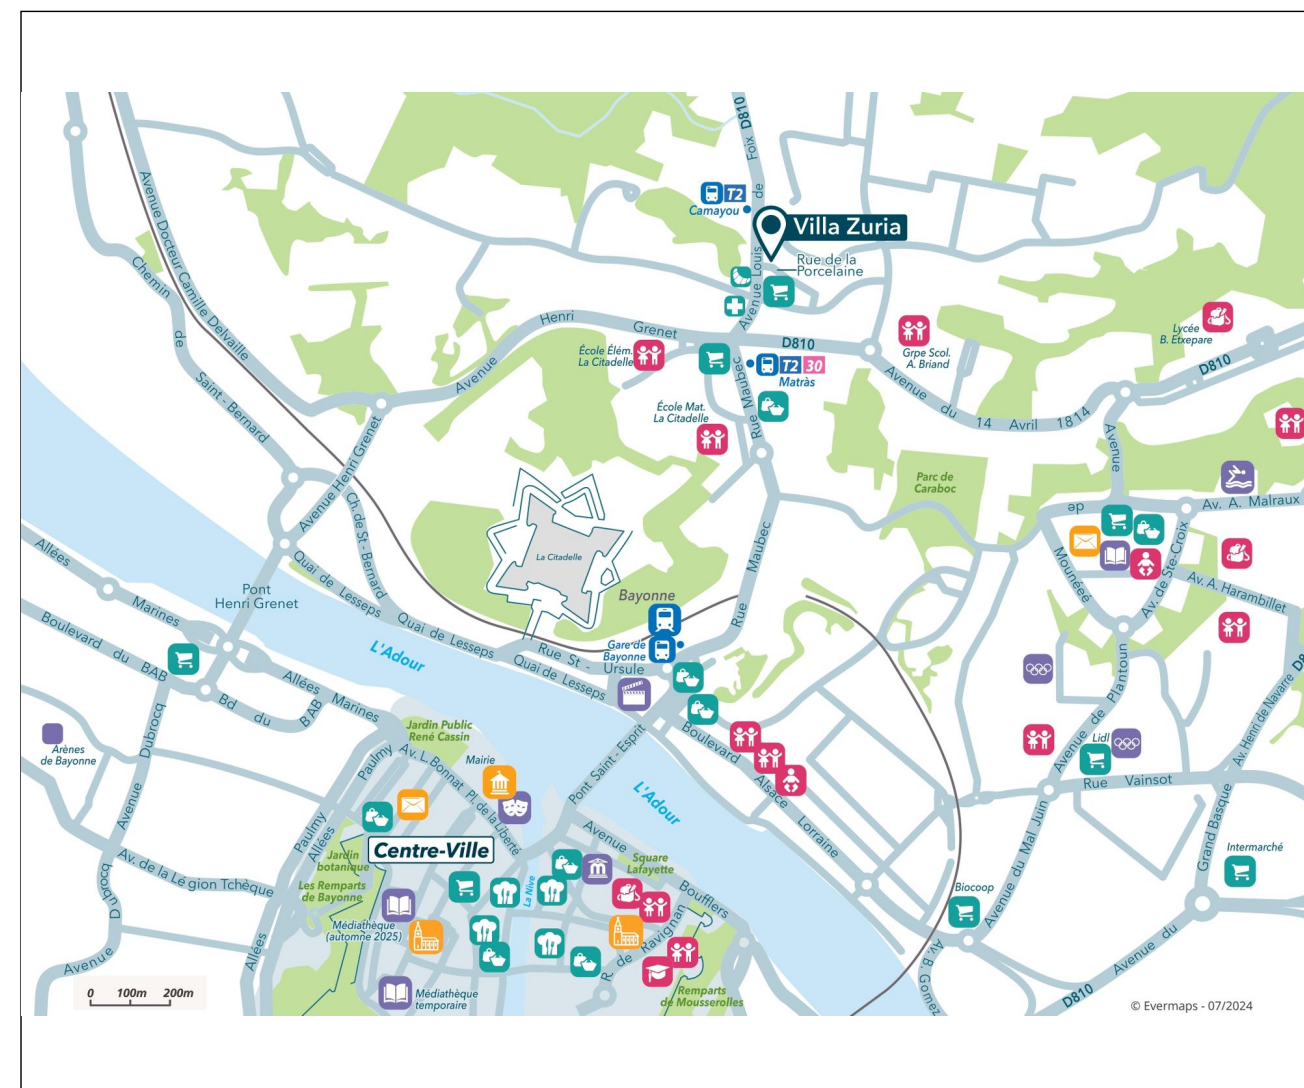 D810
Foix
de
Avenue Louis
T2
Camayou
Villa Zuria
Rue de la
Porcelaine
Avenue Docteur Camille Delvaille
Chemin
de
Saint - Bernard
Avenue
Henri
Grenet
D810
École Élém.
La Citadelle
T2 30
Matràs
Grpe Scol.
A. Briand
Lycée
B. Etxepare
D810
Avenue du 14 Avril 1814
École Mat.
La Citadelle
Rue Maubec
Avenue
de
Mounéé
Parc de
Caraboc
Av. A. Malraux
Av. de Ste-Croix
Av. A. Harambillet
Avenue Henri Grenet
Ch. de St - Bernard
La Citadelle
Rue Maubec
Allées
Marines
Pont
Henri Grenet
Quai de Lesseps
Quai de Lesseps
Bayonne
Gare de
Bayonne
Rue St -
Ursule
Quai de Lesseps
L'Adour
Boulevard du BAB
Bd du BAB
Allées
Marines
Arènes
de Bayonne
Avenue Dubrocq
Jardin Public
René Cassin
Paulmy
Av. L. Bonnat
Mairie
Pl. de la Liberté
Pont Saint - Esprit
L'Adour
Boulevard
Alsace
Lorraine
Avenue de Plantoun
Lidl
Rue Vainsot
Av. Henri de Navarre
D8
Grand Basque
Avenue du Mal Juin
Intermarché
Biocoop
Av. B. Gomez
Avenue du
D810
Paulmy
Allées
Centre-Ville
Avenue
Boufflers
Square
Lafayette
Av. de la Légion Tchèque
Jardin
botanique
Les Remparts
de Bayonne
La Nive
Médiathèque
(automne 2025)
Allées
R. de Ravignan
Avenue
Dubrocq
Médiathèque
temporaire
Remparts
de Mousserolles
0 100m 200m
© Evermaps - 07/2024